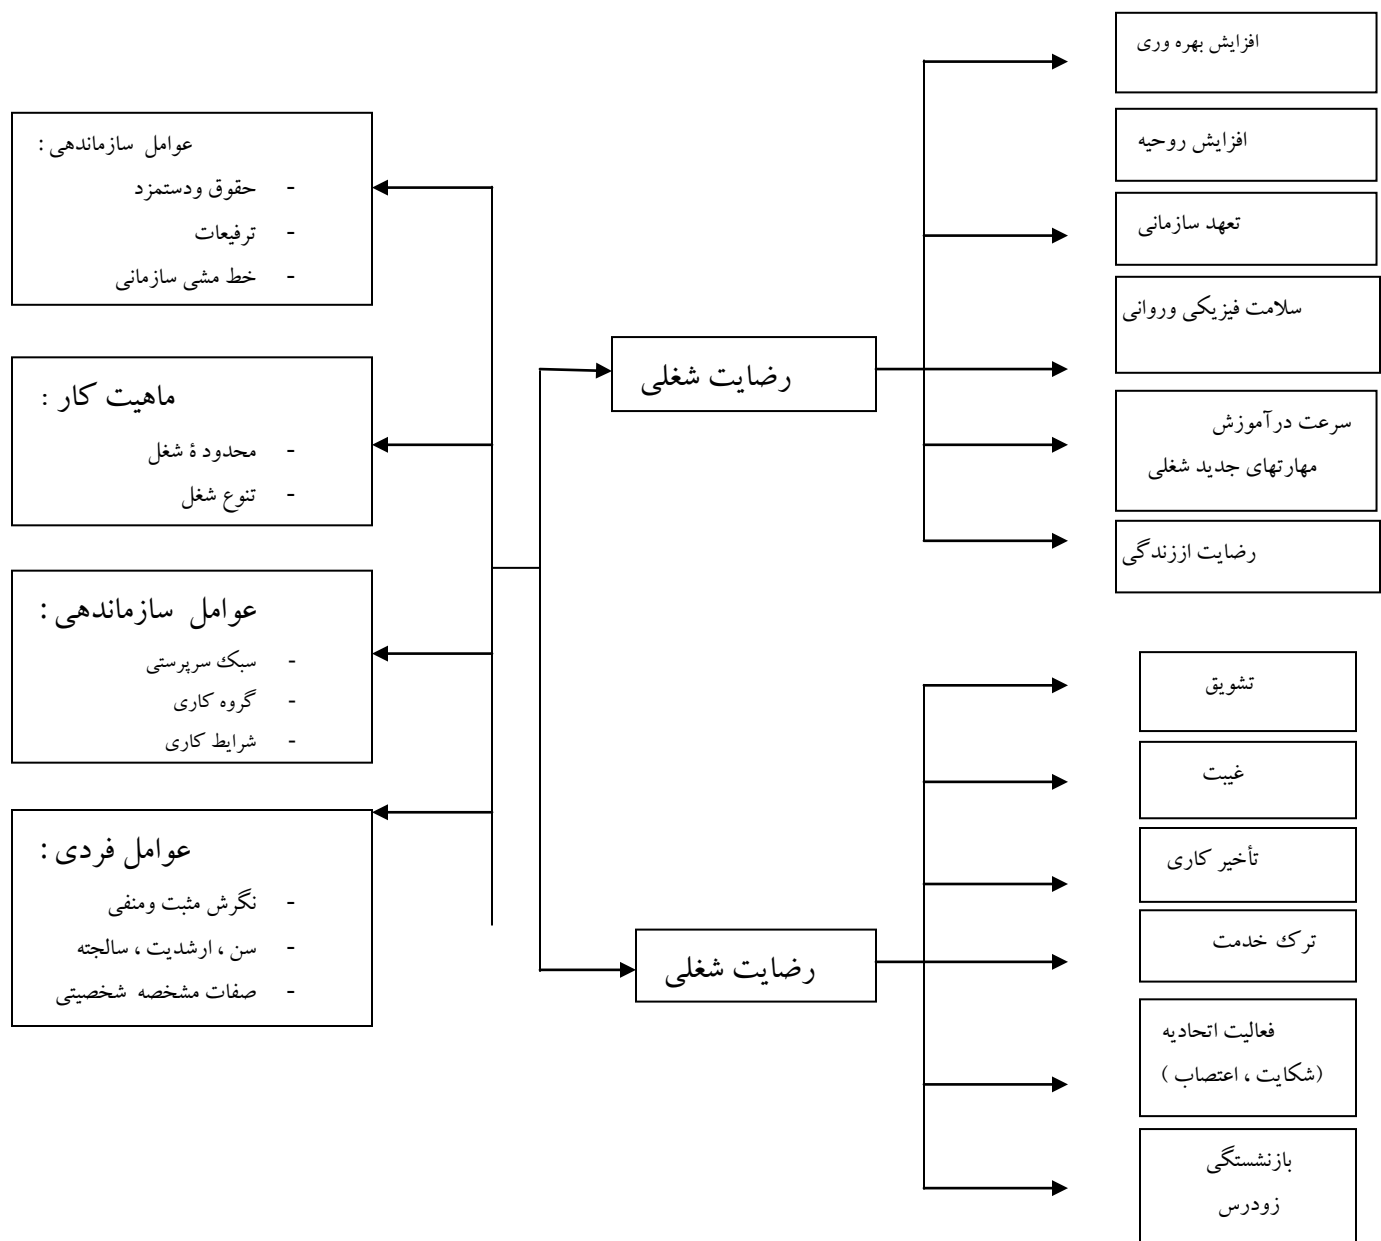 عوامل سازماندهی :
- حقوق ودستمزد
- ترفیعات
- خط مشی سازمانی
ماهیت کار :
- محدود ۀ شغل
- تنوع شغل
عوامل سازماندهی :
- سبک سرپرستی
- گروه کاری
- شرایط کاری
عوامل فردی :
- نگرش مثبت ومنفی
- سن ، ارشدیت ، سالجته
- صفات مشخصه شخصیتی
رضایت شغلی
رضایت شغلی
افزایش بهره وری
افزایش روحیه
تعهد سازمانی
سلامت فیزیکی وروانی
سرعت درآموزش
مهارتهای جدید شغلی
رضایت اززندگی
تشویق
غیبت
تأخیر کاری
ترک خدمت
فعالیت اتحادیه
(شکایت ، اعتصاب )
بازنشستگی
زودرس